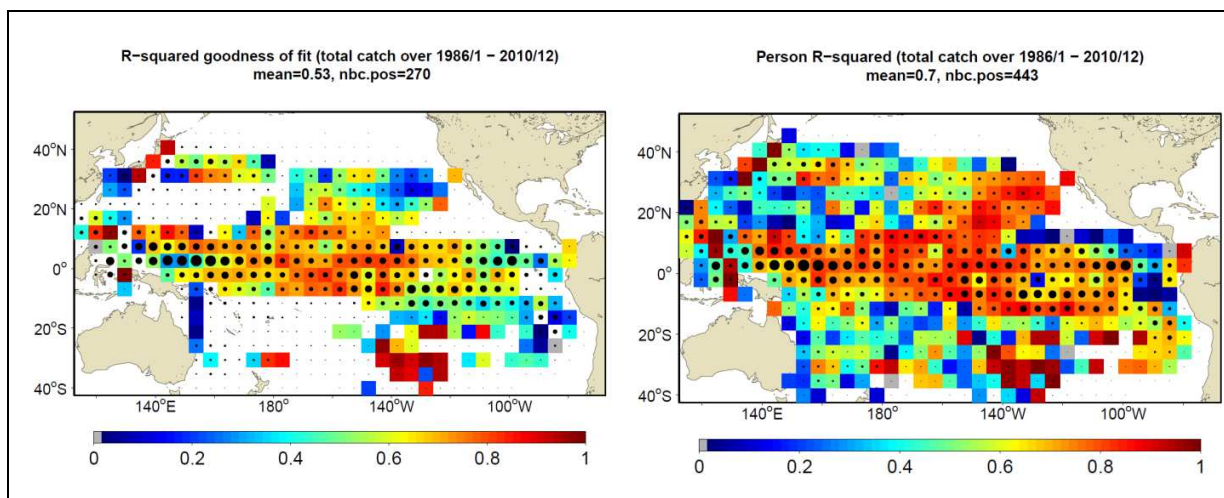 R−squared goodness of fit (total catch over 1986/1 − 2010/12)
mean=0.53, nbc.pos=270
40°N
20°N
0°
20°S
40°S
140°W
180°
140°W
100°W
0 0.2 0.4 0.6 0.8 1
Person R−squared (total catch over 1986/1 − 2010/12)
mean=0.7, nbc.pos=443
40°N
20°N
0°
20°S
40°S
140°E
180°
140°W
100°W
0 0.2 0.4 0.6 0.8 1